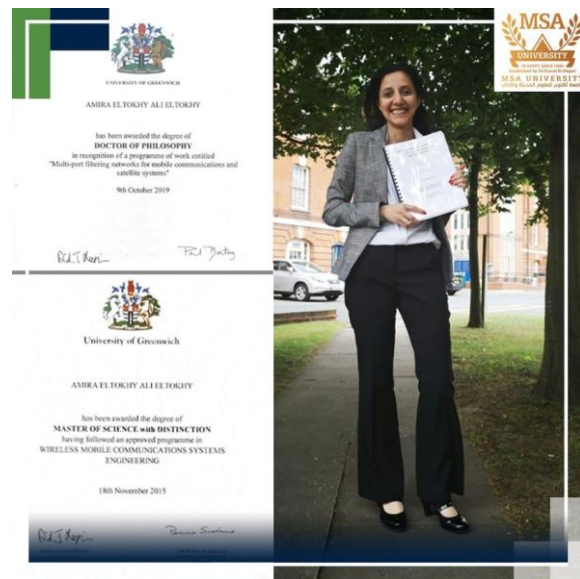 UNIVERSITY OF GREENWICH
AMIRA ELTOKHY ALI ELTOKHY
has been awarded the degree of
DOCTOR OF PHILOSOPHY
in recognition of a programme of work entitled
"Multi-port filtering networks for mobile communications and
satellite systems"
9th October 2019
University of Greenwich
AMIRA ELTOKHY ALI ELTOKHY
has been awarded the degree of
MASTER OF SCIENCE with DISTINCTION
having followed an approved programme in
WIRELESS MOBILE COMMUNICATIONS SYSTEMS
ENGINEERING
18th November 2015
MSA
UNIVERSITY
MSA UNIVERSITY